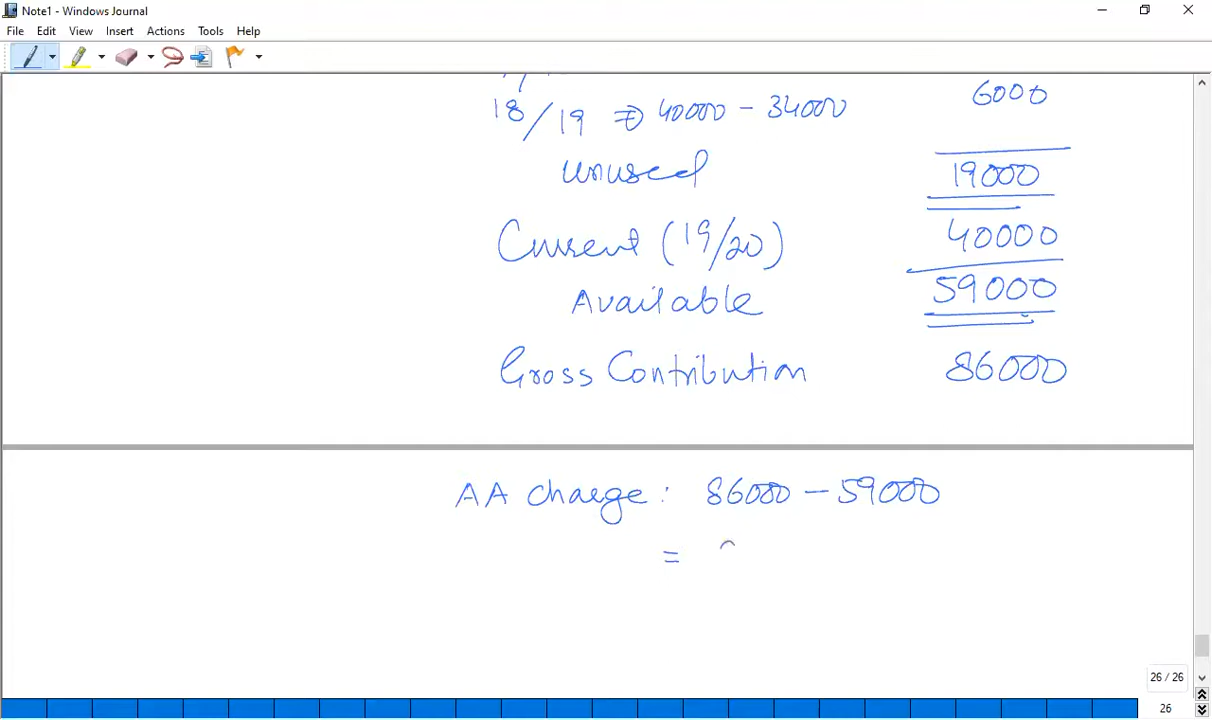 Note1 - Windows Journal
File Edit View Insert Actions Tools Help
6000
18/19 ⇒ 40000 - 34000
Unused 19000
Current (19/20) 40000
Available 59000
Gross Contribution 86000
AA charge: 86000 - 59000
=
26 / 26
26